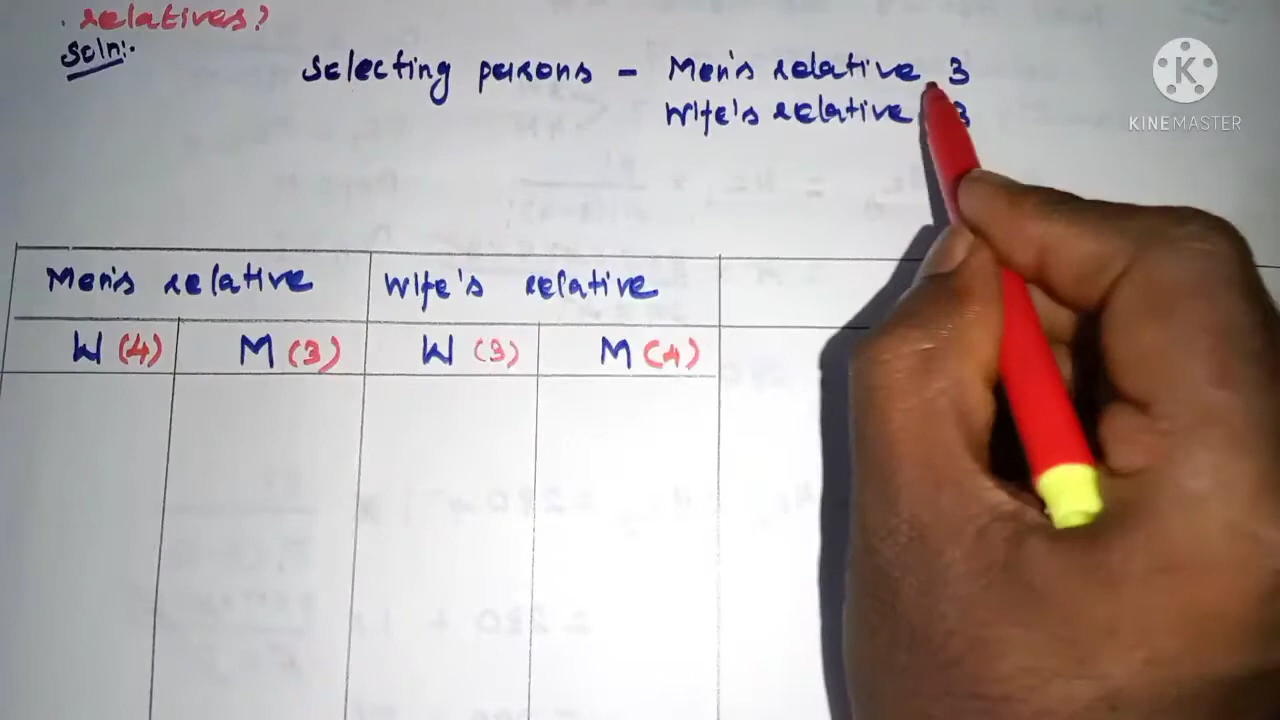 . relatives?
Soln:.
Selecting persons - Men's relative 3
Wife's relative 3
Men's relative Wife's relative
W (4) M (3) W (3) M (4)
K
KINEMASTER